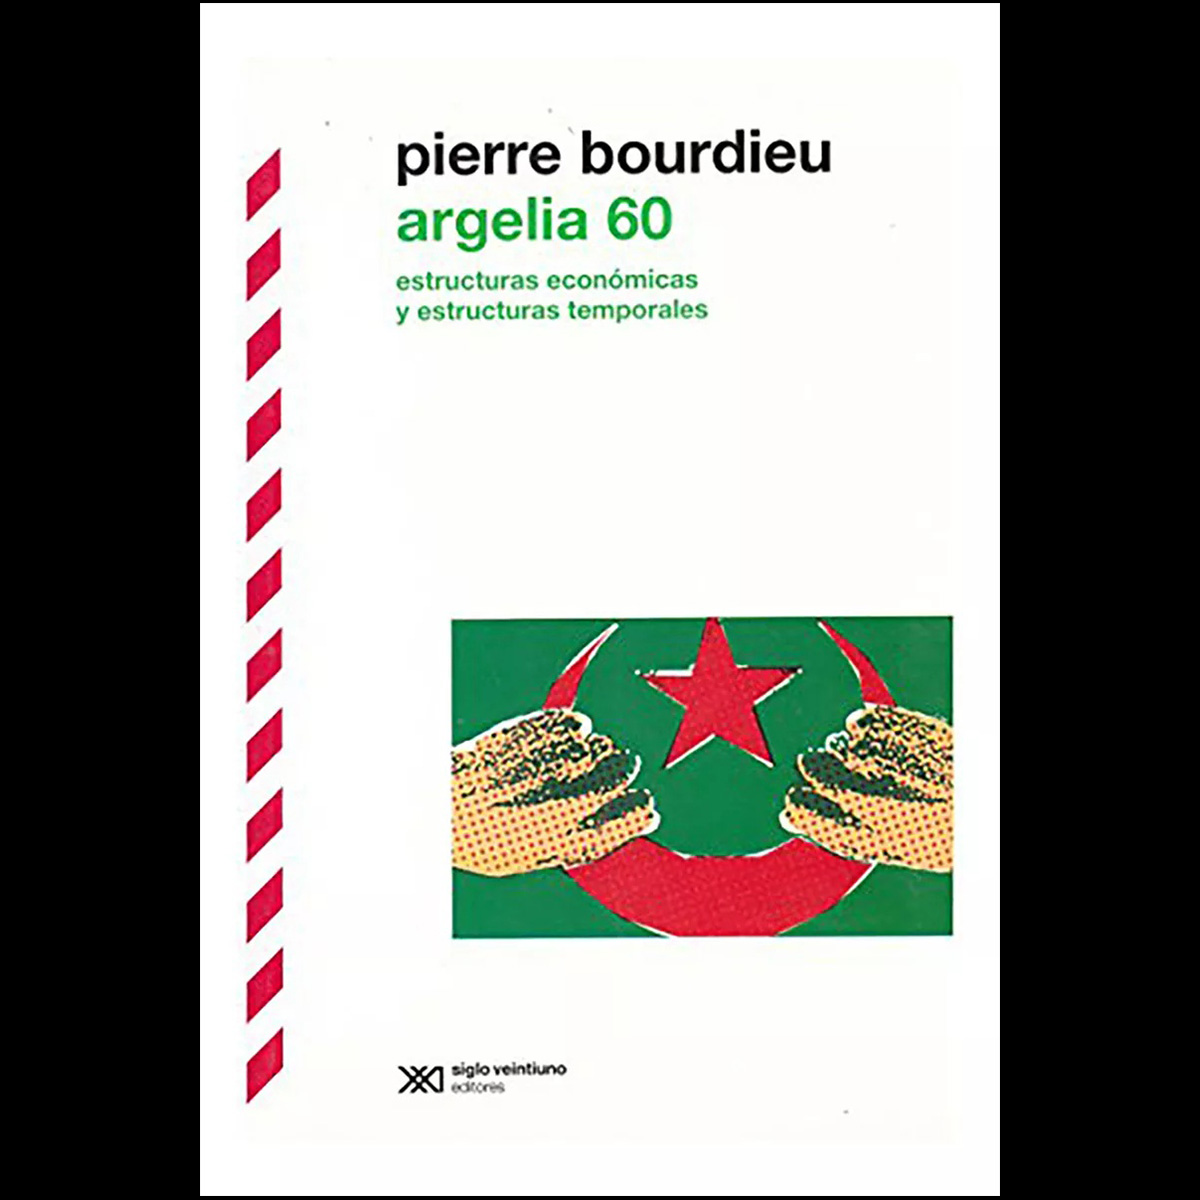 pierre bourdieu
argelia 60
estructuras económicas
y estructuras temporales
siglo veintiuno
editores